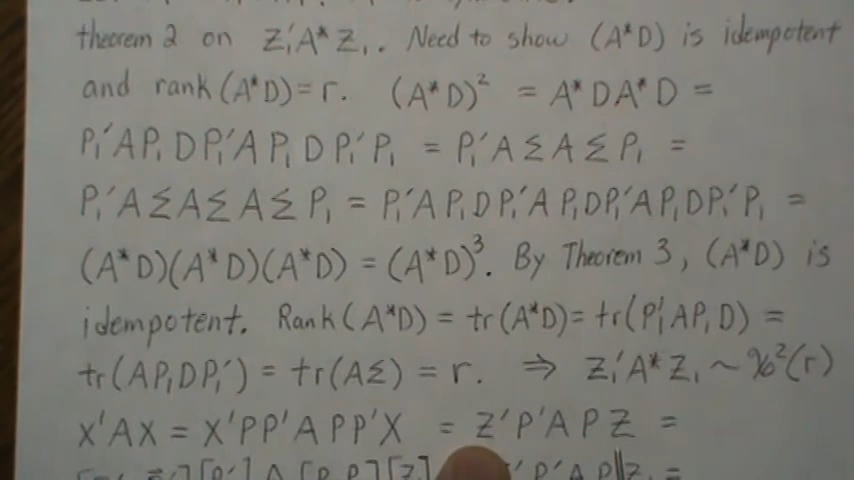 theorem 2 on Z₁'A*Z₁. Need to show (A*D) is idempotent
and rank(A*D)=r. (A*D)² = A*DA*D =
P₁'AP₁DP₁'AP₁DP₁'P₁ = P₁'AΣAΣP₁ =
P₁'AΣAΣAΣP₁ = P₁'AP₁DP₁'AP₁DP₁'AP₁DP₁'P₁ =
(A*D)(A*D)(A*D) = (A*D)³. By Theorem 3, (A*D) is
idempotent. Rank(A*D) = tr(A*D) = tr(P₁'AP₁D) =
tr(AP₁DP₁') = tr(AΣ) = r. ⇒ Z₁'A*Z₁ ~ χ²(r)
X'AX = X'PP'APP'X = Z'P'APZ =